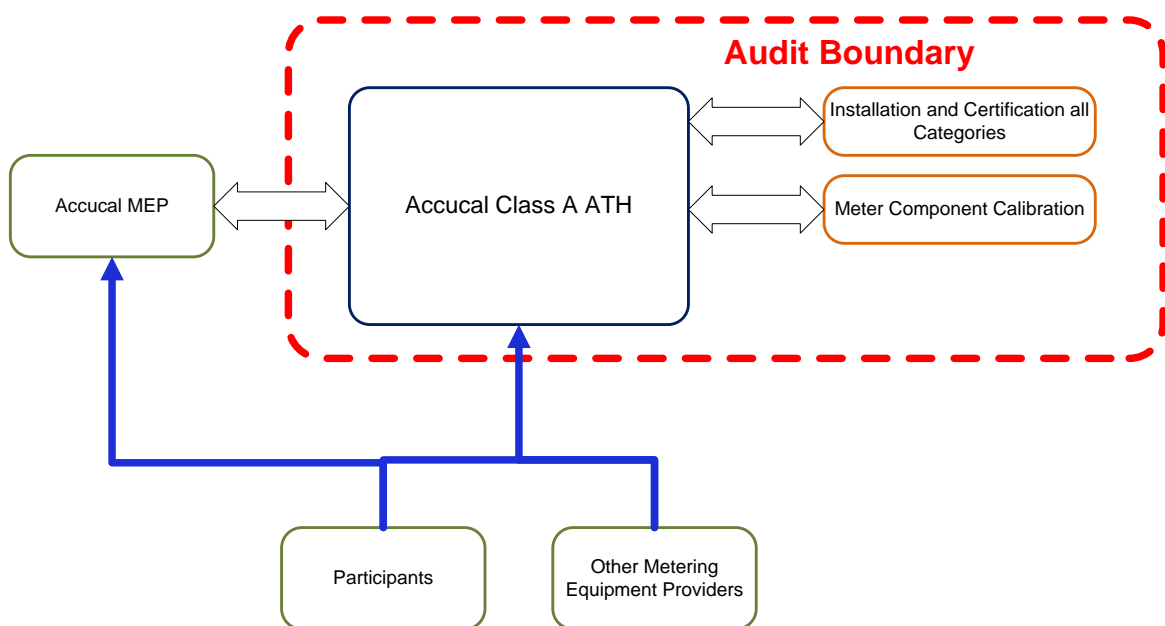 Audit Boundary
Installation and Certification all
Categories
Accucal MEP
Accucal Class A ATH
Meter Component Calibration
Participants
Other Metering
Equipment Providers